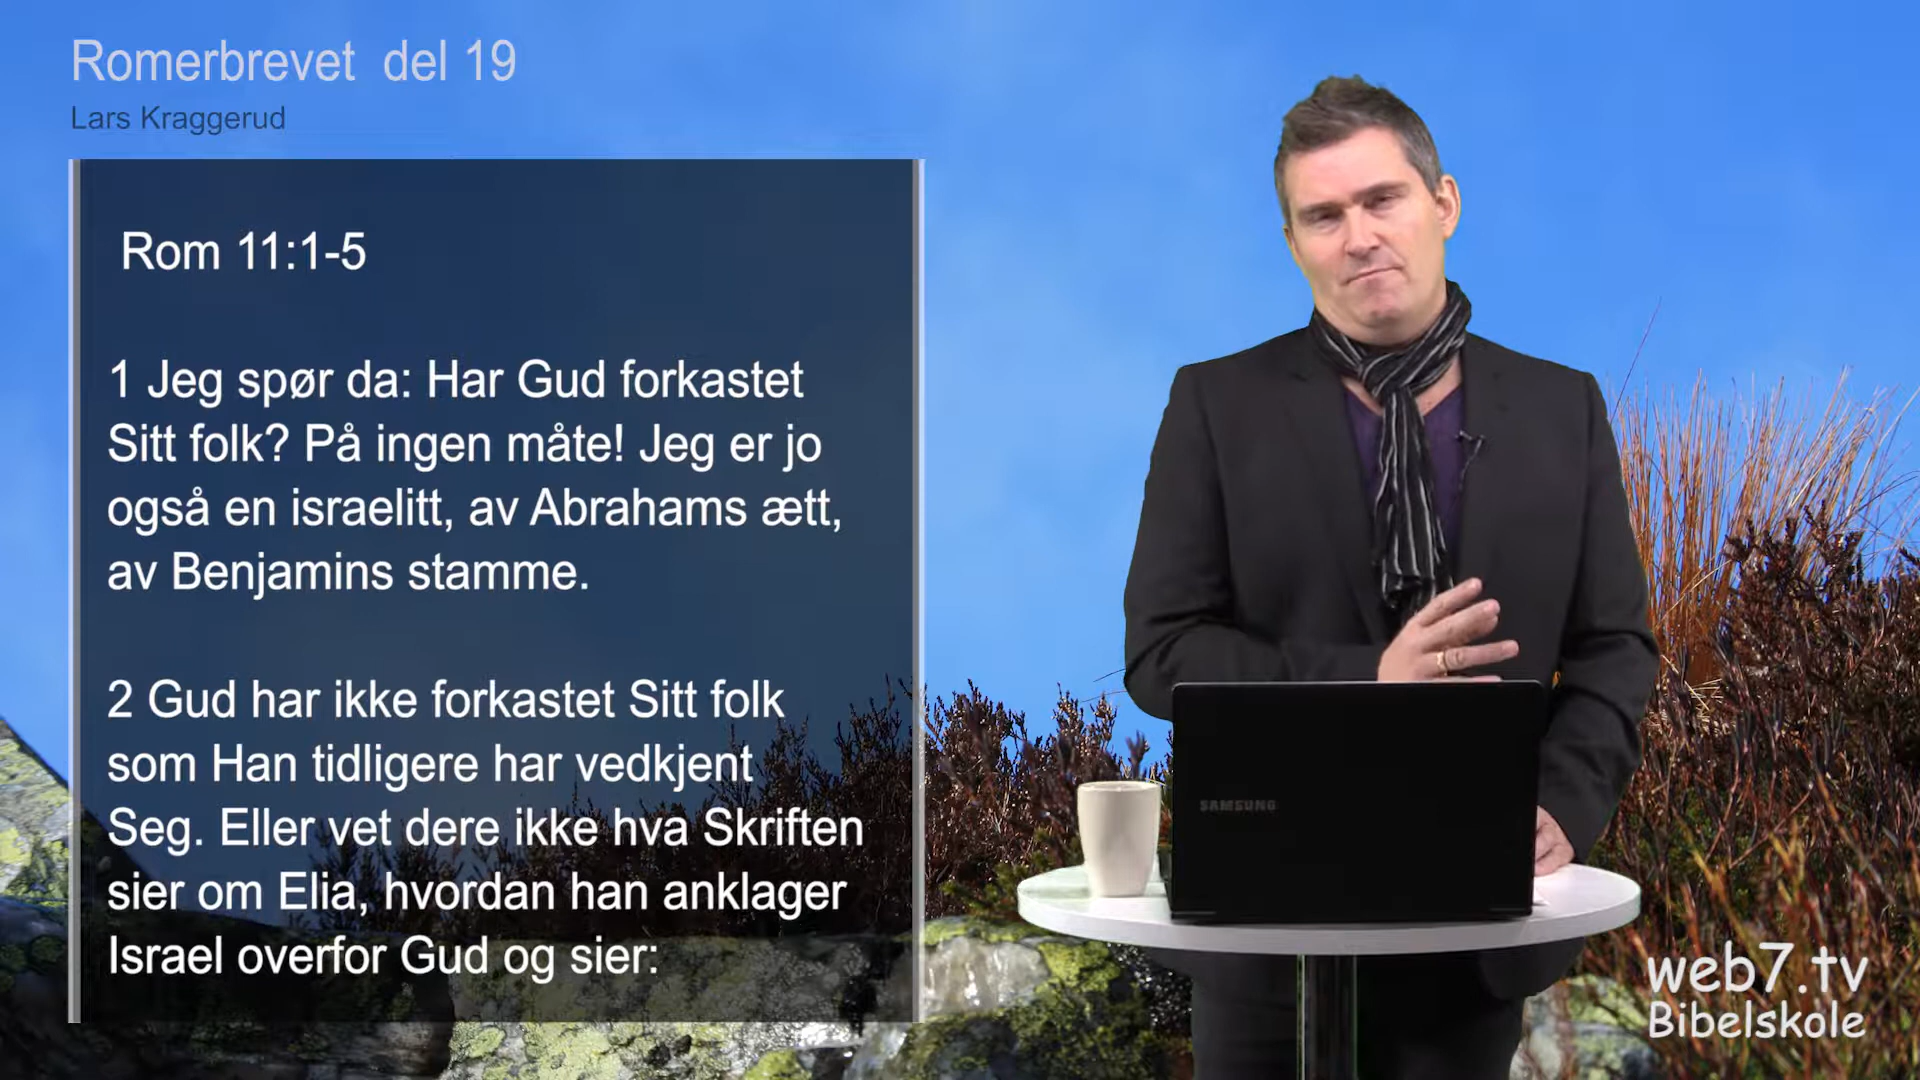 Romerbrevet del 19
Lars Kraggerud
Rom 11:1-5
1 Jeg spør da: Har Gud forkastet
Sitt folk? På ingen måte! Jeg er jo
også en israelitt, av Abrahams ætt,
av Benjamins stamme.
2 Gud har ikke forkastet Sitt folk
som Han tidligere har vedkjent
Seg. Eller vet dere ikke hva Skriften
sier om Elia, hvordan han anklager
Israel overfor Gud og sier:
SAMSUNG
web7.tv
Bibelskole